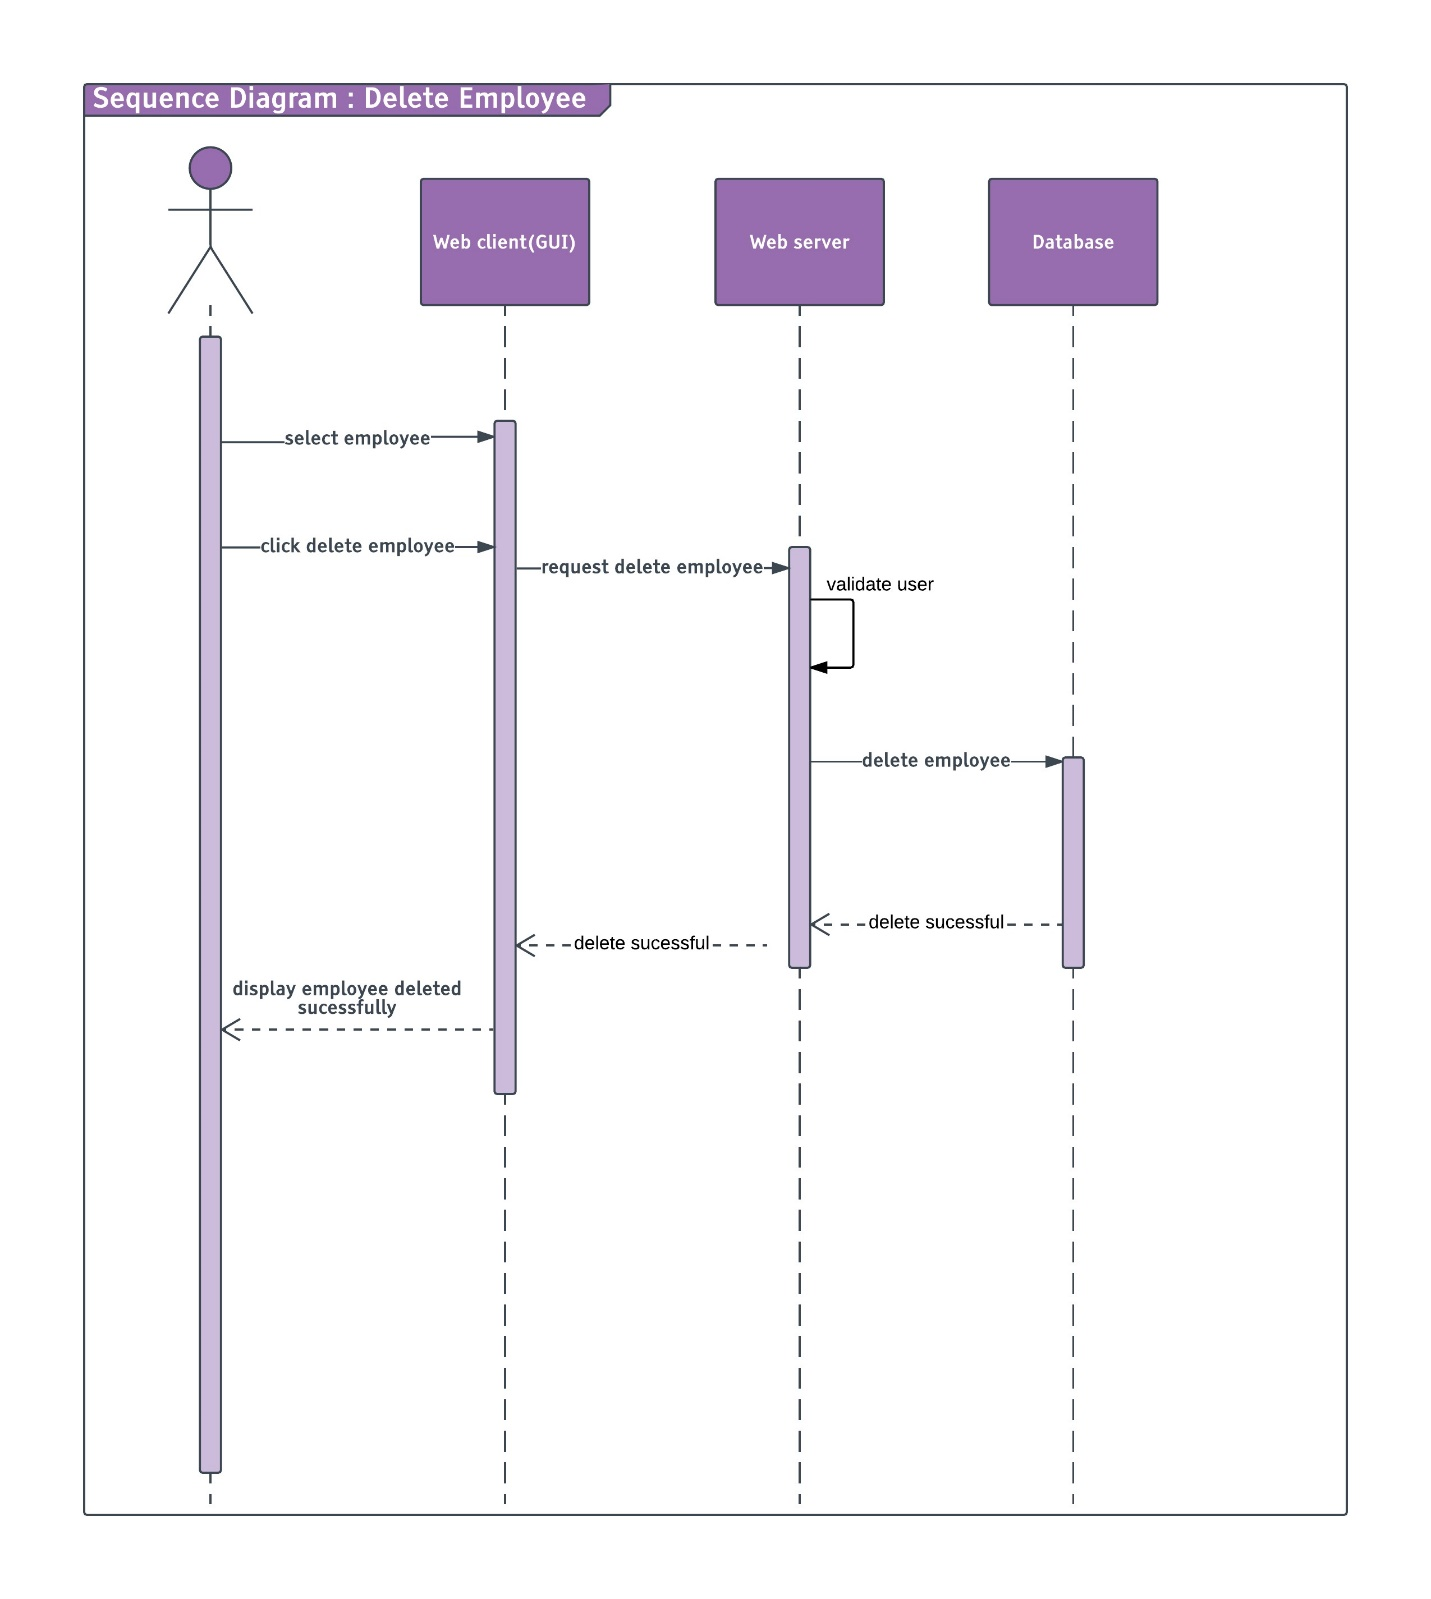 Sequence Diagram : Delete Employee
Web client(GUI)
Web server
Database
select employee
click delete employee
request delete employee
validate user
delete employee
delete sucessful
delete sucessful
display employee deleted
sucessfully